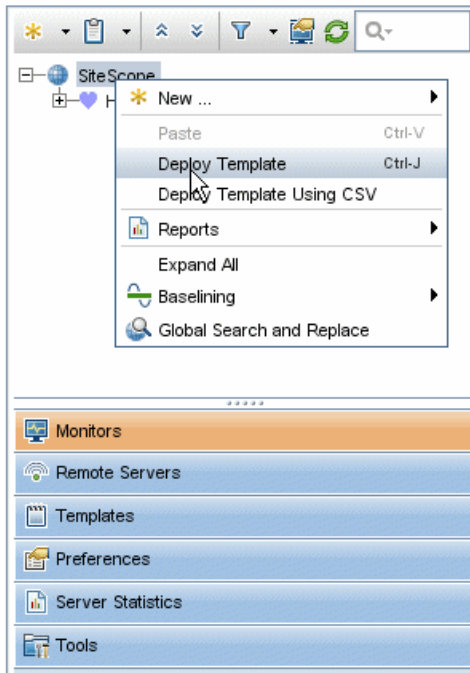 SiteScope
H
New ...
Paste Ctrl-V
Deploy Template Ctrl-J
Deploy Template Using CSV
Reports
Expand All
Baselining
Global Search and Replace
Monitors
Remote Servers
Templates
Preferences
Server Statistics
Tools